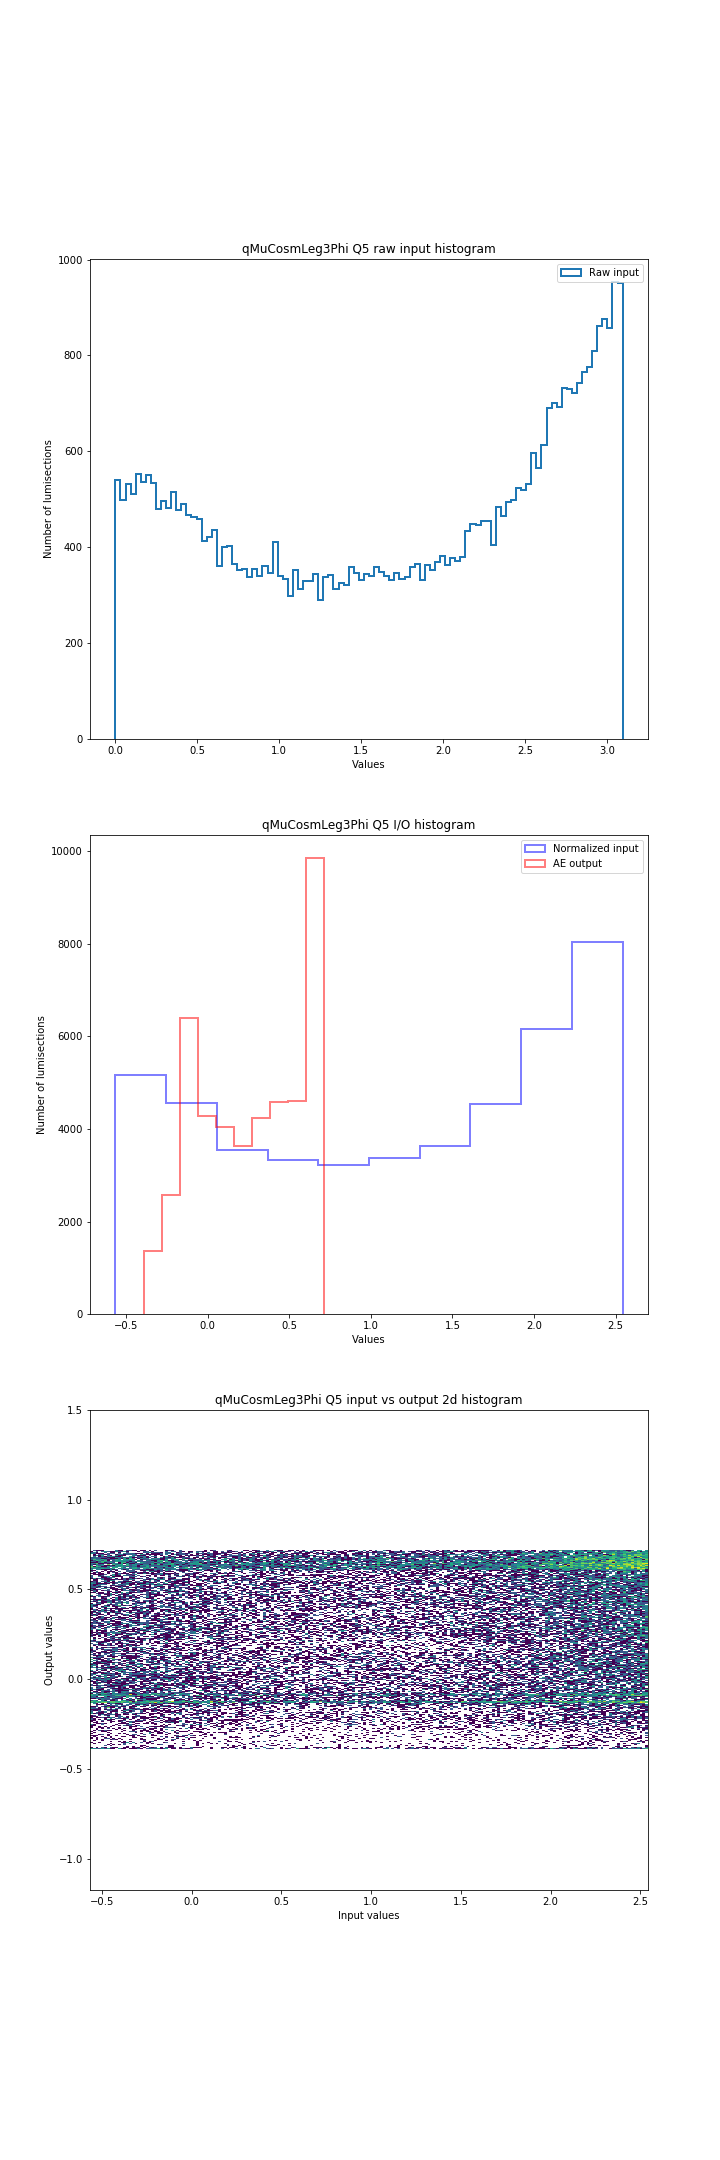 qMuCosmLeg3Phi Q5 raw input histogram
1000
800
600
400
200
0
Number of lumisections
Raw input
0.0 0.5 1.0 1.5 2.0 2.5 3.0
Values
qMuCosmLeg3Phi Q5 I/O histogram
10000
8000
6000
4000
2000
0
Number of lumisections
Normalized input
AE output
−0.5 0.0 0.5 1.0 1.5 2.0 2.5
Values
qMuCosmLeg3Phi Q5 input vs output 2d histogram
1.5
1.0
0.5
0.0
−0.5
−1.0
Output values
−0.5 0.0 0.5 1.0 1.5 2.0 2.5
Input values